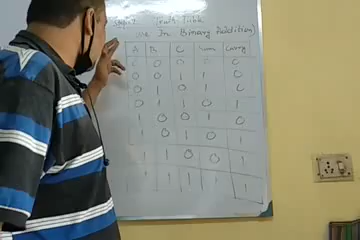 input Truth Table
use In Binary Addition)
A B C Sum Carry
0 0 0 0 0
0 0 1 1 0
0 1 0 1 0
0 1 1 0 1
1 0 0 1 0
1 0 1 0 1
1 1 0 0 1
1 1 1 1 1